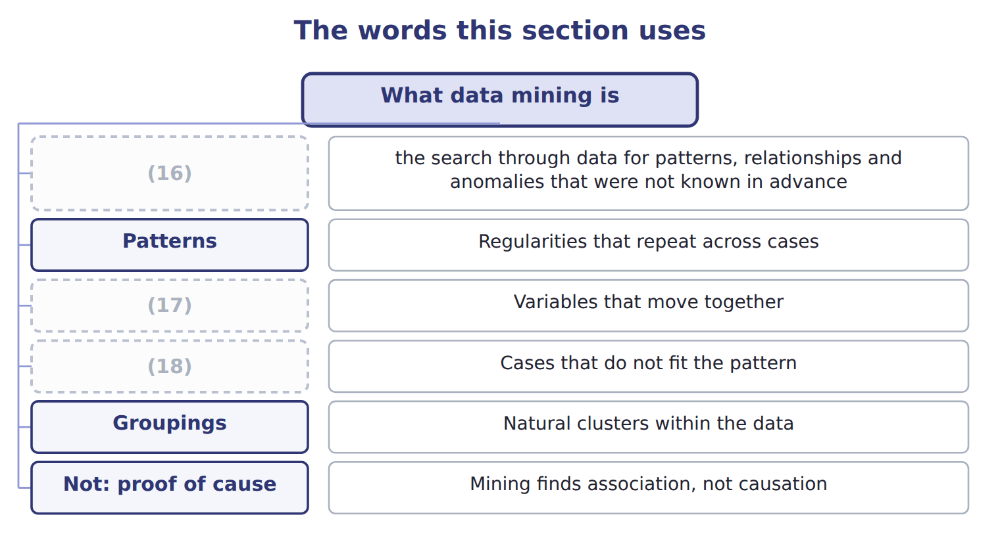 The words this section uses
What data mining is
(16)
the search through data for patterns, relationships and
anomalies that were not known in advance
Patterns
Regularities that repeat across cases
(17)
Variables that move together
(18)
Cases that do not fit the pattern
Groupings
Natural clusters within the data
Not: proof of cause
Mining finds association, not causation